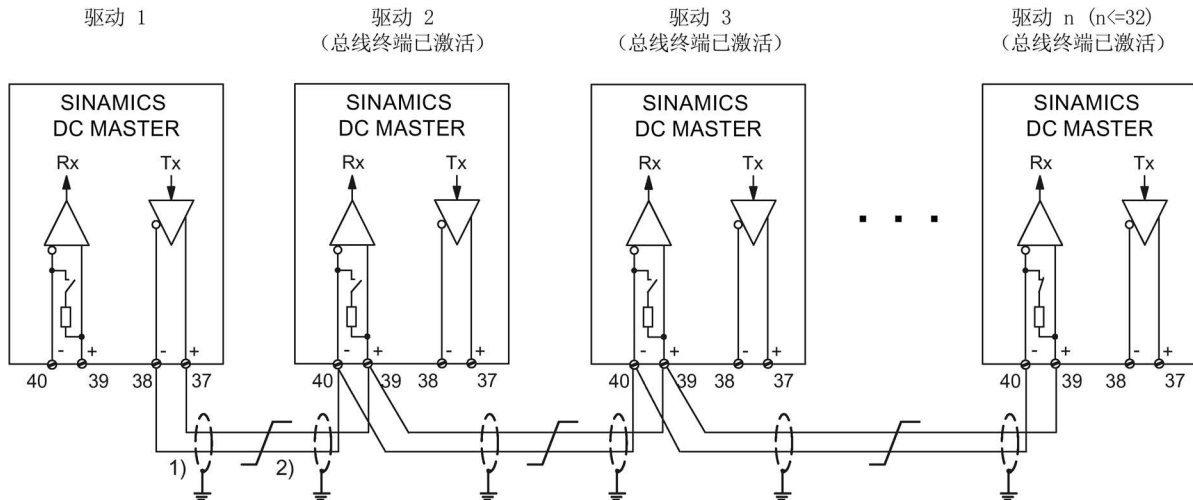 驱动 1
驱动 2
(总线终端已激活)
驱动 3
(总线终端已激活)
驱动 n (n<=32)
(总线终端已激活)
SINAMICS
DC MASTER
SINAMICS
DC MASTER
SINAMICS
DC MASTER
SINAMICS
DC MASTER
Rx Tx
Rx Tx
Rx Tx
Rx Tx
- + - +
- + - +
- + - +
- + - +
40 39 38 37
40 39 38 37
40 39 38 37
40 39 38 37
1) 2)